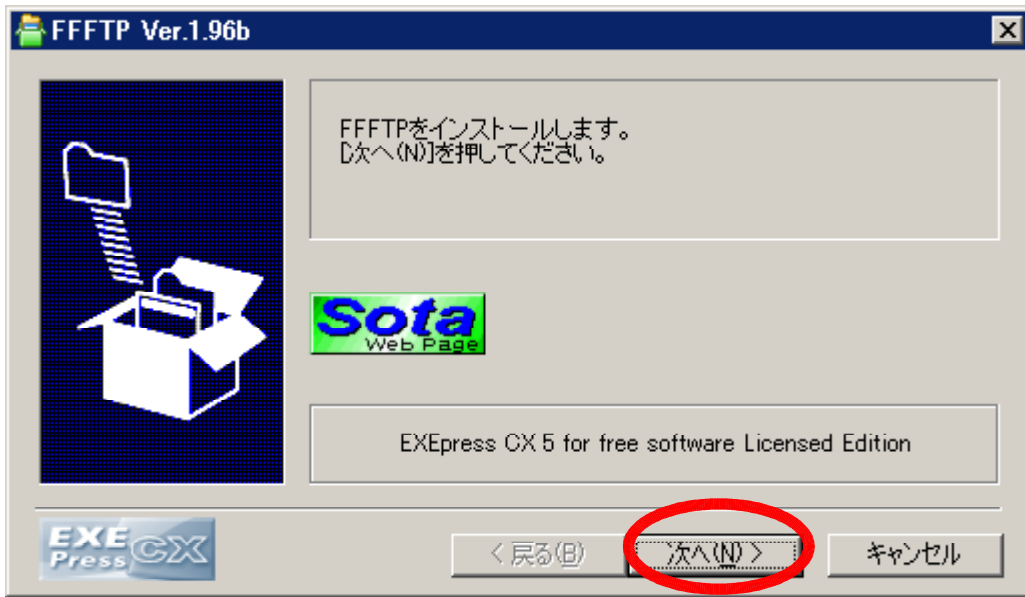 FFFTP Ver.1.96b
FFFTPをインストールします。
[次へ(N)]を押してください。
Sota
Web Page
EXEpress CX 5 for free software Licensed Edition
EXE
Press CX
< 戻る(B)
次へ(N) >
キャンセル